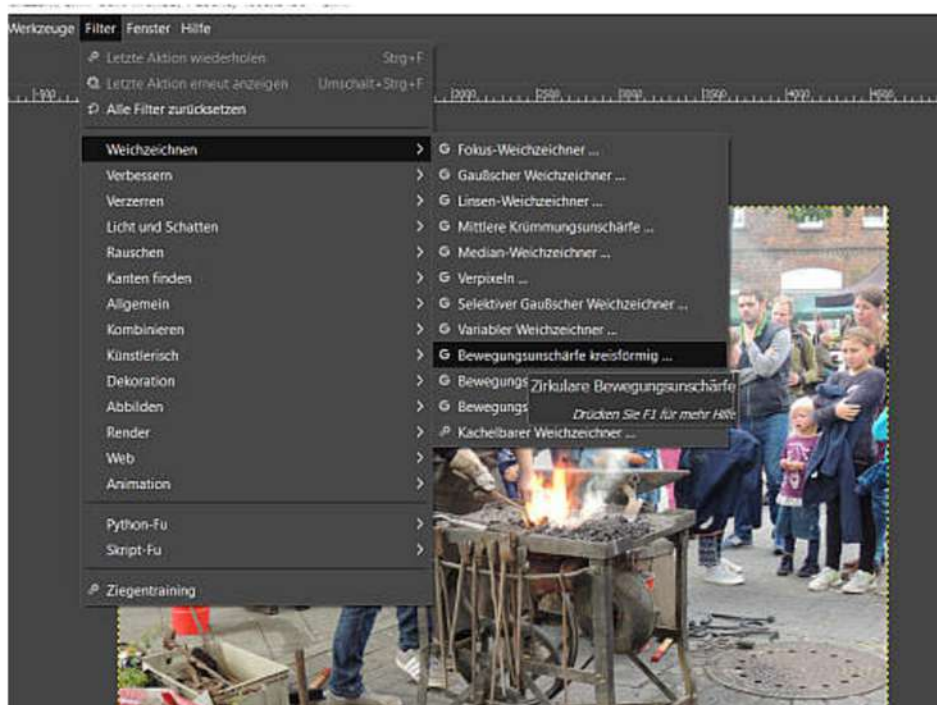 Werkzeuge Filter Fenster Hilfe
Letzte Aktion wiederholen Strg+F
Letzte Aktion erneut anzeigen Umschalt+Strg+F
Alle Filter zurücksetzen
Weichzeichnen
Verbessern
Verzerren
Licht und Schatten
Rauschen
Kanten finden
Allgemein
Kombinieren
Künstlerisch
Dekoration
Abbilden
Render
Web
Animation
Python-Fu
Skript-Fu
Ziegentraining
G Fokus-Weichzeichner ...
G Gaußscher Weichzeichner ...
G Linsen-Weichzeichner ...
G Mittlere Krümmungsunschärfe ...
G Median-Weichzeichner ...
G Verpixeln ...
G Selektiver Gaußscher Weichzeichner ...
G Variabler Weichzeichner ...
G Bewegungsunschärfe kreisförmig ...
G Bewegungs
G Bewegungs
Kachelbarer Weichzeichner ...
Zirkulare Bewegungsunschärfe
Drücken Sie F1 für mehr Hilfe